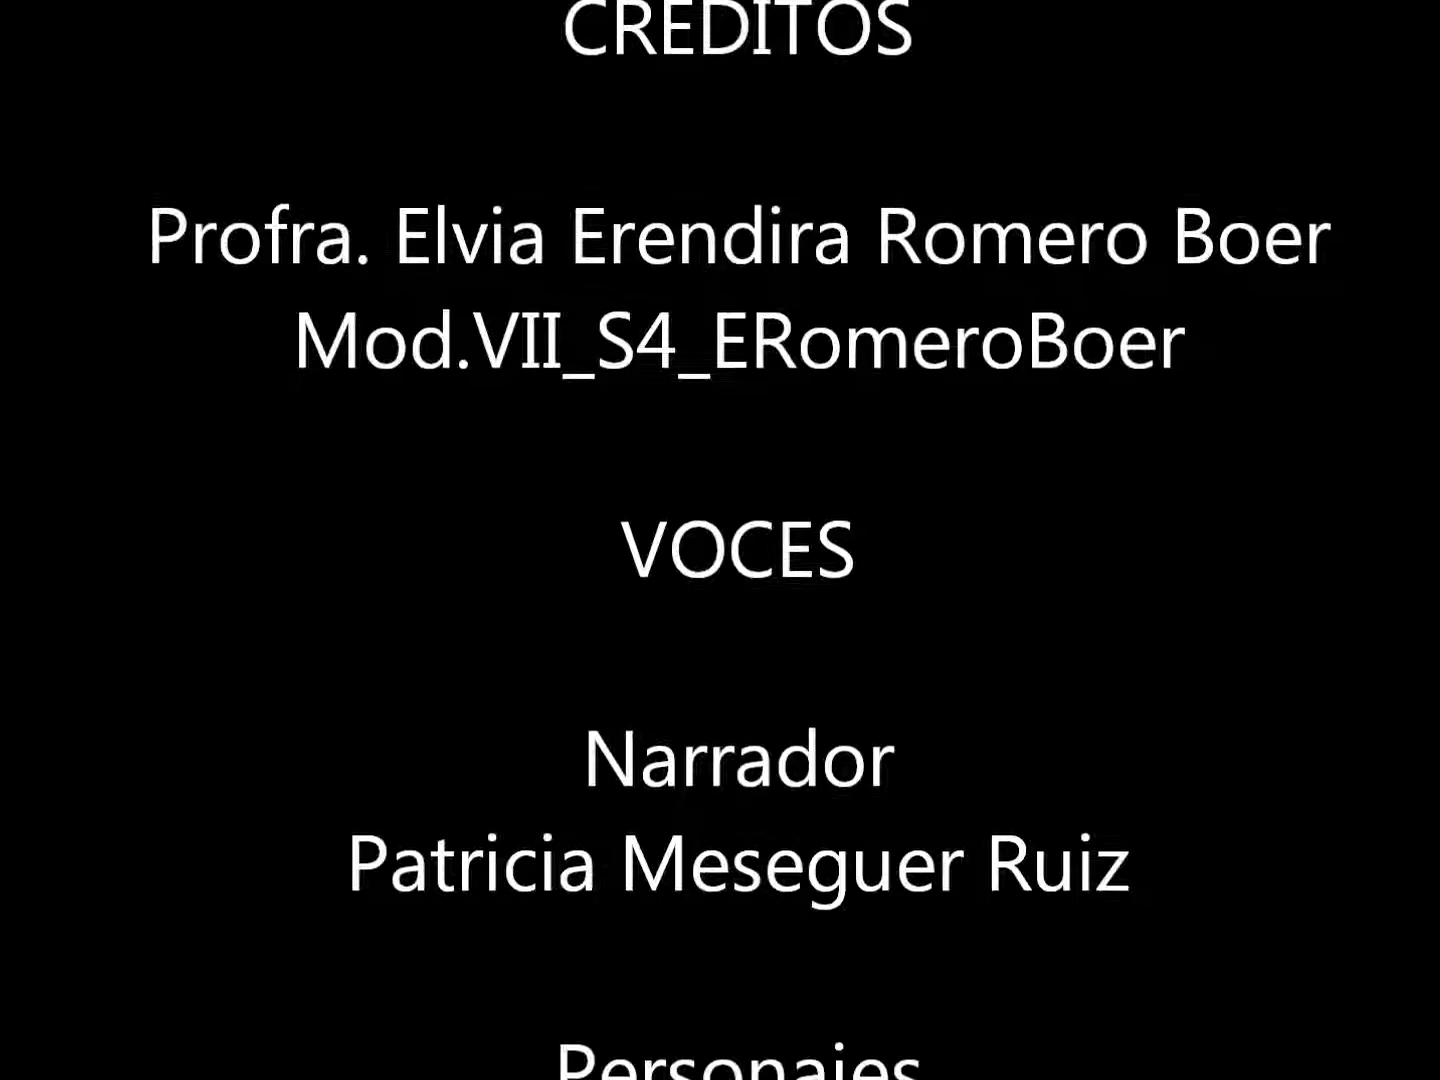 CREDITOS
Profra. Elvia Erendira Romero Boer
Mod.VII_S4_ERomeroBoer
VOCES
Narrador
Patricia Meseguer Ruiz
Personajes